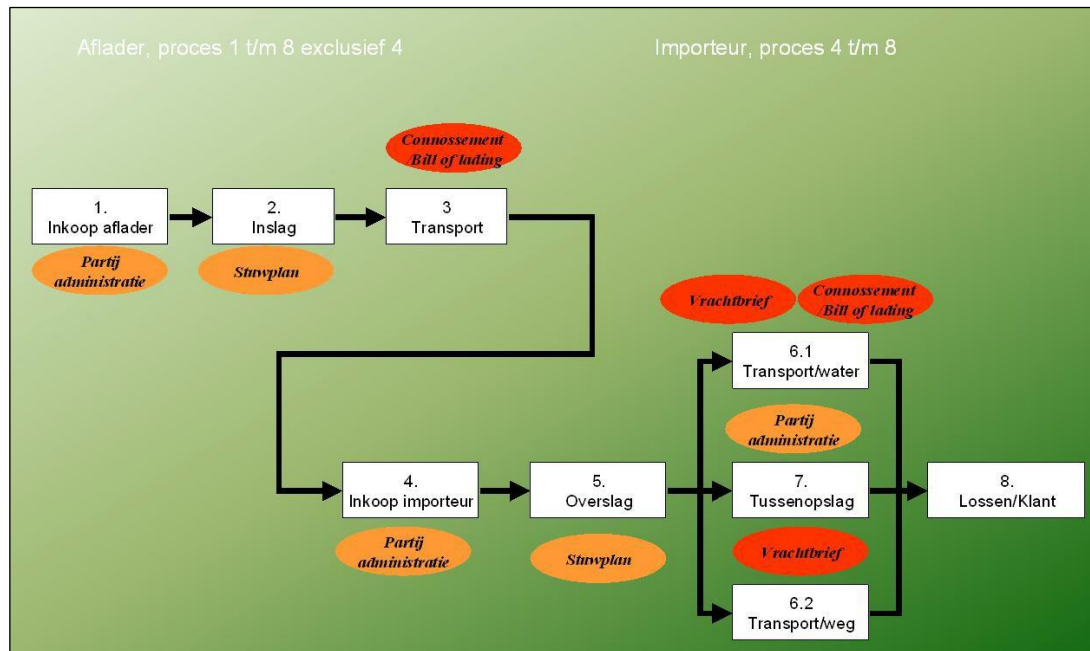 Aflader, proces 1 t/m 8 exclusief 4
Importeur, proces 4 t/m 8
Connossement
/Bill of lading
1.
Inkoop aflader
2.
Inslag
3
Transport
Partij
administratie
Stuwplan
Vrachtbrief
Connossement
/Bill of lading
6.1
Transport/water
Partij
administratie
4.
Inkoop importeur
5.
Overslag
7.
Tussenopslag
8.
Lossen/Klant
Partij
administratie
Stuwplan
Vrachtbrief
6.2
Transport/weg